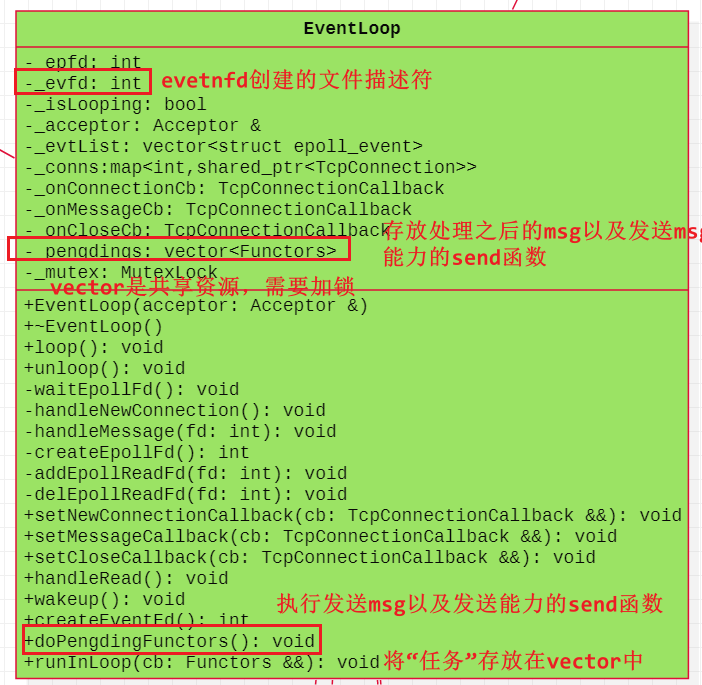 EventLoop
-_epfd: int
-_evfd: int
evetnfd创建的文件描述符
-_isLooping: bool
-_acceptor: Acceptor &
-_evtList: vector<struct epoll_event>
-_conns:map<int,shared_ptr<TcpConnection>>
-_onConnectionCb: TcpConnectionCallback
-_onMessageCb: TcpConnectionCallback
-_onCloseCb: TcpConnectionCallback
-_pengdings: vector<Functors>
存放处理之后的msg以及发送msg
能力的send函数
-_mutex: MutexLock
vector是共享资源，需要加锁
+EventLoop(acceptor: Acceptor &)
+~EventLoop()
+loop(): void
+unloop(): void
-waitEpollFd(): void
-handleNewConnection(): void
-handleMessage(fd: int): void
-createEpollFd(): int
-addEpollReadFd(fd: int): void
-delEpollReadFd(fd: int): void
+setNewConnectionCallback(cb: TcpConnectionCallback &&): void
+setMessageCallback(cb: TcpConnectionCallback &&): void
+setCloseCallback(cb: TcpConnectionCallback &&): void
+handleRead(): void
+wakeup(): void
执行发送msg以及发送能力的send函数
+createEventFd(): int
+doPengdingFunctors(): void
+runInLoop(cb: Functors &&): void
将“任务”存放在vector中